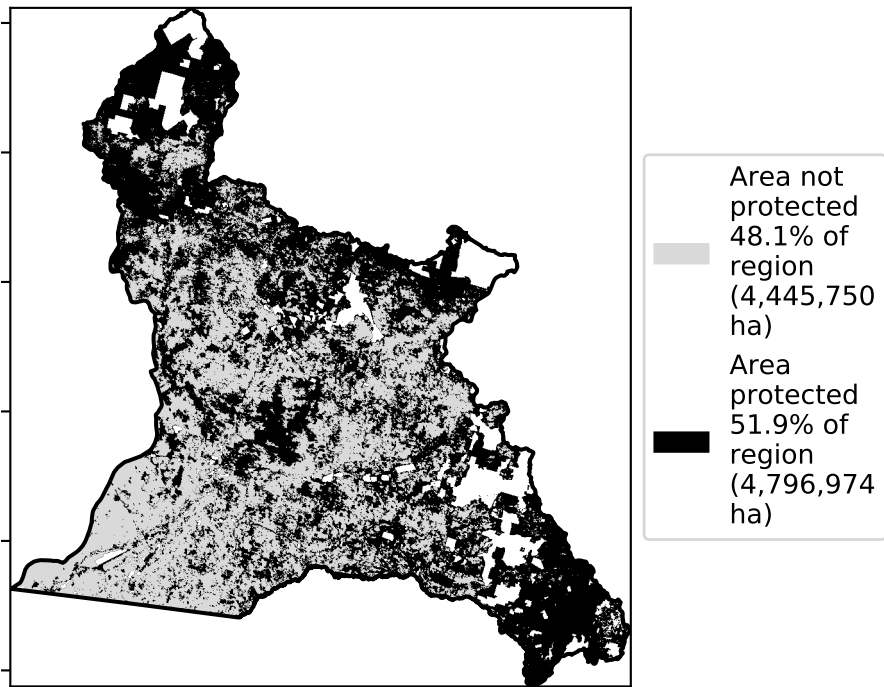 Area not
protected
48.1% of
region
(4,445,750
ha)
Area
protected
51.9% of
region
(4,796,974
ha)